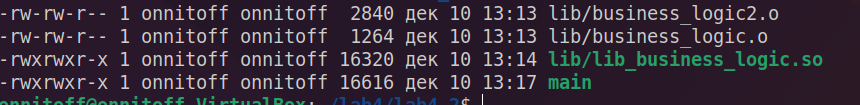 -rw-rw-r-- 1 onnitoff onnitoff 2840 дек 10 13:13 lib/business_logic2.o
-rw-rw-r-- 1 onnitoff onnitoff 1264 дек 10 13:13 lib/business_logic.o
-rwxrwxr-x 1 onnitoff onnitoff 16320 дек 10 13:14 lib/lib_business_logic.so
-rwxrwxr-x 1 onnitoff onnitoff 16616 дек 10 13:17 main
onnitoff@onnitoff-VirtualBox:~/lab4/lab4_2$